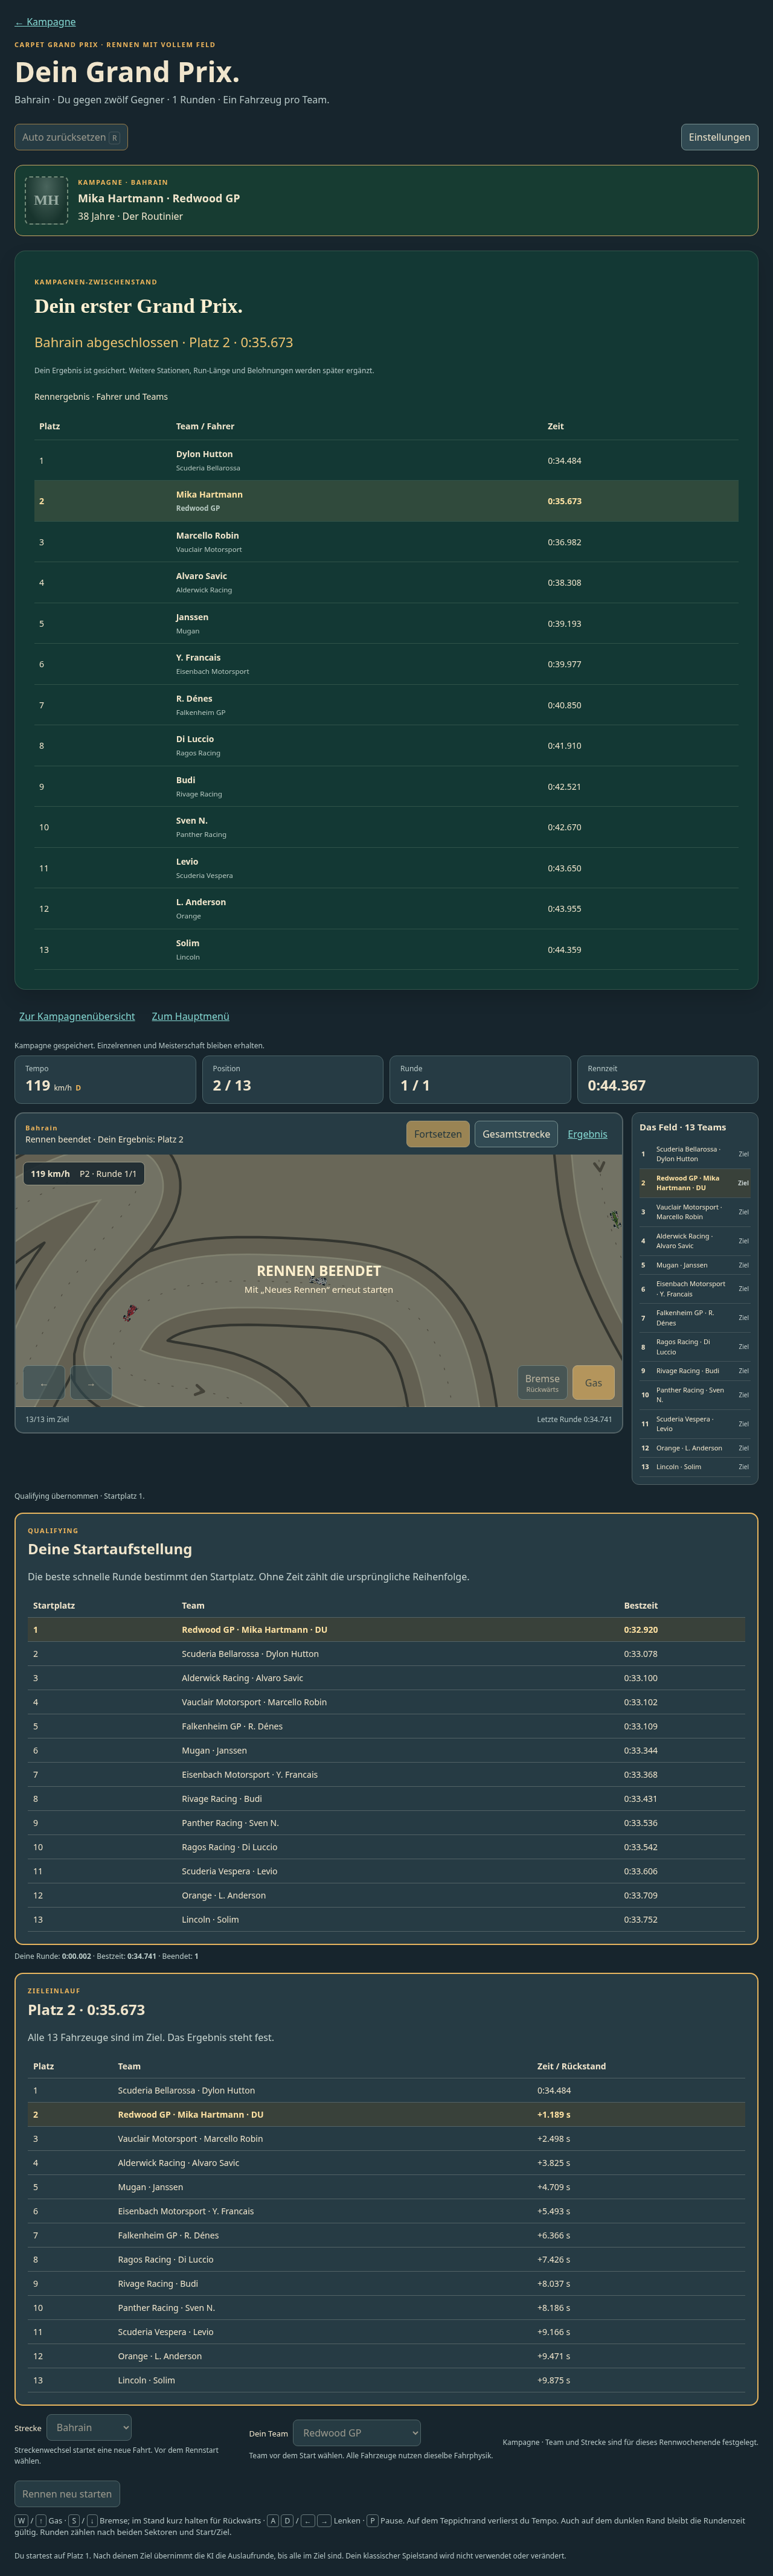 ← Kampagne
CARPET GRAND PRIX · RENNEN MIT VOLLEM FELD
Dein Grand Prix.
Bahrain · Du gegen zwölf Gegner · 1 Runden · Ein Fahrzeug pro Team.
Auto zurücksetzen R
Einstellungen
MH
KAMPAGNE · BAHRAIN
Mika Hartmann · Redwood GP
38 Jahre · Der Routinier
KAMPAGNEN-ZWISCHENSTAND
Dein erster Grand Prix.
Bahrain abgeschlossen · Platz 2 · 0:35.673
Dein Ergebnis ist gesichert. Weitere Stationen, Run-Länge und Belohnungen werden später ergänzt.
Rennergebnis · Fahrer und Teams
Platz Team / Fahrer Zeit
1 Dylon Hutton 0:34.484
Scuderia Bellarossa
2 Mika Hartmann 0:35.673
Redwood GP
3 Marcello Robin 0:36.982
Vauclair Motorsport
4 Alvaro Savic 0:38.308
Alderwick Racing
5 Janssen 0:39.193
Mugan
6 Y. Francais 0:39.977
Eisenbach Motorsport
7 R. Dénes 0:40.850
Falkenheim GP
8 Di Luccio 0:41.910
Ragos Racing
9 Budi 0:42.521
Rivage Racing
10 Sven N. 0:42.670
Panther Racing
11 Levio 0:43.650
Scuderia Vespera
12 L. Anderson 0:43.955
Orange
13 Solim 0:44.359
Lincoln
Zur Kampagnenübersicht Zum Hauptmenü
Kampagne gespeichert. Einzelrennen und Meisterschaft bleiben erhalten.
Tempo
119 km/h D
Position
2 / 13
Runde
1 / 1
Rennzeit
0:44.367
Bahrain
Rennen beendet · Dein Ergebnis: Platz 2
Fortsetzen Gesamtstrecke Ergebnis
119 km/h P2 · Runde 1/1
RENNEN BEENDET
Mit „Neues Rennen“ erneut starten
← →
Bremse
Rückwärts
Gas
13/13 im Ziel
Letzte Runde 0:34.741
Das Feld · 13 Teams
1 Scuderia Bellarossa · Ziel
Dylon Hutton
2 Redwood GP · Mika Ziel
Hartmann · DU
3 Vauclair Motorsport · Ziel
Marcello Robin
4 Alderwick Racing · Ziel
Alvaro Savic
5 Mugan · Janssen Ziel
6 Eisenbach Motorsport Ziel
· Y. Francais
7 Falkenheim GP · R. Ziel
Dénes
8 Ragos Racing · Di Ziel
Luccio
9 Rivage Racing · Budi Ziel
10 Panther Racing · Sven Ziel
N.
11 Scuderia Vespera · Ziel
Levio
12 Orange · L. Anderson Ziel
13 Lincoln · Solim Ziel
Qualifying übernommen · Startplatz 1.
QUALIFYING
Deine Startaufstellung
Die beste schnelle Runde bestimmt den Startplatz. Ohne Zeit zählt die ursprüngliche Reihenfolge.
Startplatz Team Bestzeit
1 Redwood GP · Mika Hartmann · DU 0:32.920
2 Scuderia Bellarossa · Dylon Hutton 0:33.078
3 Alderwick Racing · Alvaro Savic 0:33.100
4 Vauclair Motorsport · Marcello Robin 0:33.102
5 Falkenheim GP · R. Dénes 0:33.109
6 Mugan · Janssen 0:33.344
7 Eisenbach Motorsport · Y. Francais 0:33.368
8 Rivage Racing · Budi 0:33.431
9 Panther Racing · Sven N. 0:33.536
10 Ragos Racing · Di Luccio 0:33.542
11 Scuderia Vespera · Levio 0:33.606
12 Orange · L. Anderson 0:33.709
13 Lincoln · Solim 0:33.752
Deine Runde: 0:00.002 · Bestzeit: 0:34.741 · Beendet: 1
ZIELEINLAUF
Platz 2 · 0:35.673
Alle 13 Fahrzeuge sind im Ziel. Das Ergebnis steht fest.
Platz Team Zeit / Rückstand
1 Scuderia Bellarossa · Dylon Hutton 0:34.484
2 Redwood GP · Mika Hartmann · DU +1.189 s
3 Vauclair Motorsport · Marcello Robin +2.498 s
4 Alderwick Racing · Alvaro Savic +3.825 s
5 Mugan · Janssen +4.709 s
6 Eisenbach Motorsport · Y. Francais +5.493 s
7 Falkenheim GP · R. Dénes +6.366 s
8 Ragos Racing · Di Luccio +7.426 s
9 Rivage Racing · Budi +8.037 s
10 Panther Racing · Sven N. +8.186 s
11 Scuderia Vespera · Levio +9.166 s
12 Orange · L. Anderson +9.471 s
13 Lincoln · Solim +9.875 s
Strecke Bahrain
Streckenwechsel startet eine neue Fahrt. Vor dem Rennstart
wählen.
Dein Team Redwood GP
Team vor dem Start wählen. Alle Fahrzeuge nutzen dieselbe Fahrphysik.
Kampagne · Team und Strecke sind für dieses Rennwochenende festgelegt.
Rennen neu starten
W / ↑ Gas · S / ↓ Bremse; im Stand kurz halten für Rückwärts · A D / ← → Lenken · P Pause. Auf dem Teppichrand verlierst du Tempo. Auch auf dem dunklen Rand bleibt die Rundenzeit
gültig. Runden zählen nach beiden Sektoren und Start/Ziel.
Du startest auf Platz 1. Nach deinem Ziel übernimmt die KI die Auslaufrunde, bis alle im Ziel sind. Dein klassischer Spielstand wird nicht verwendet oder verändert.